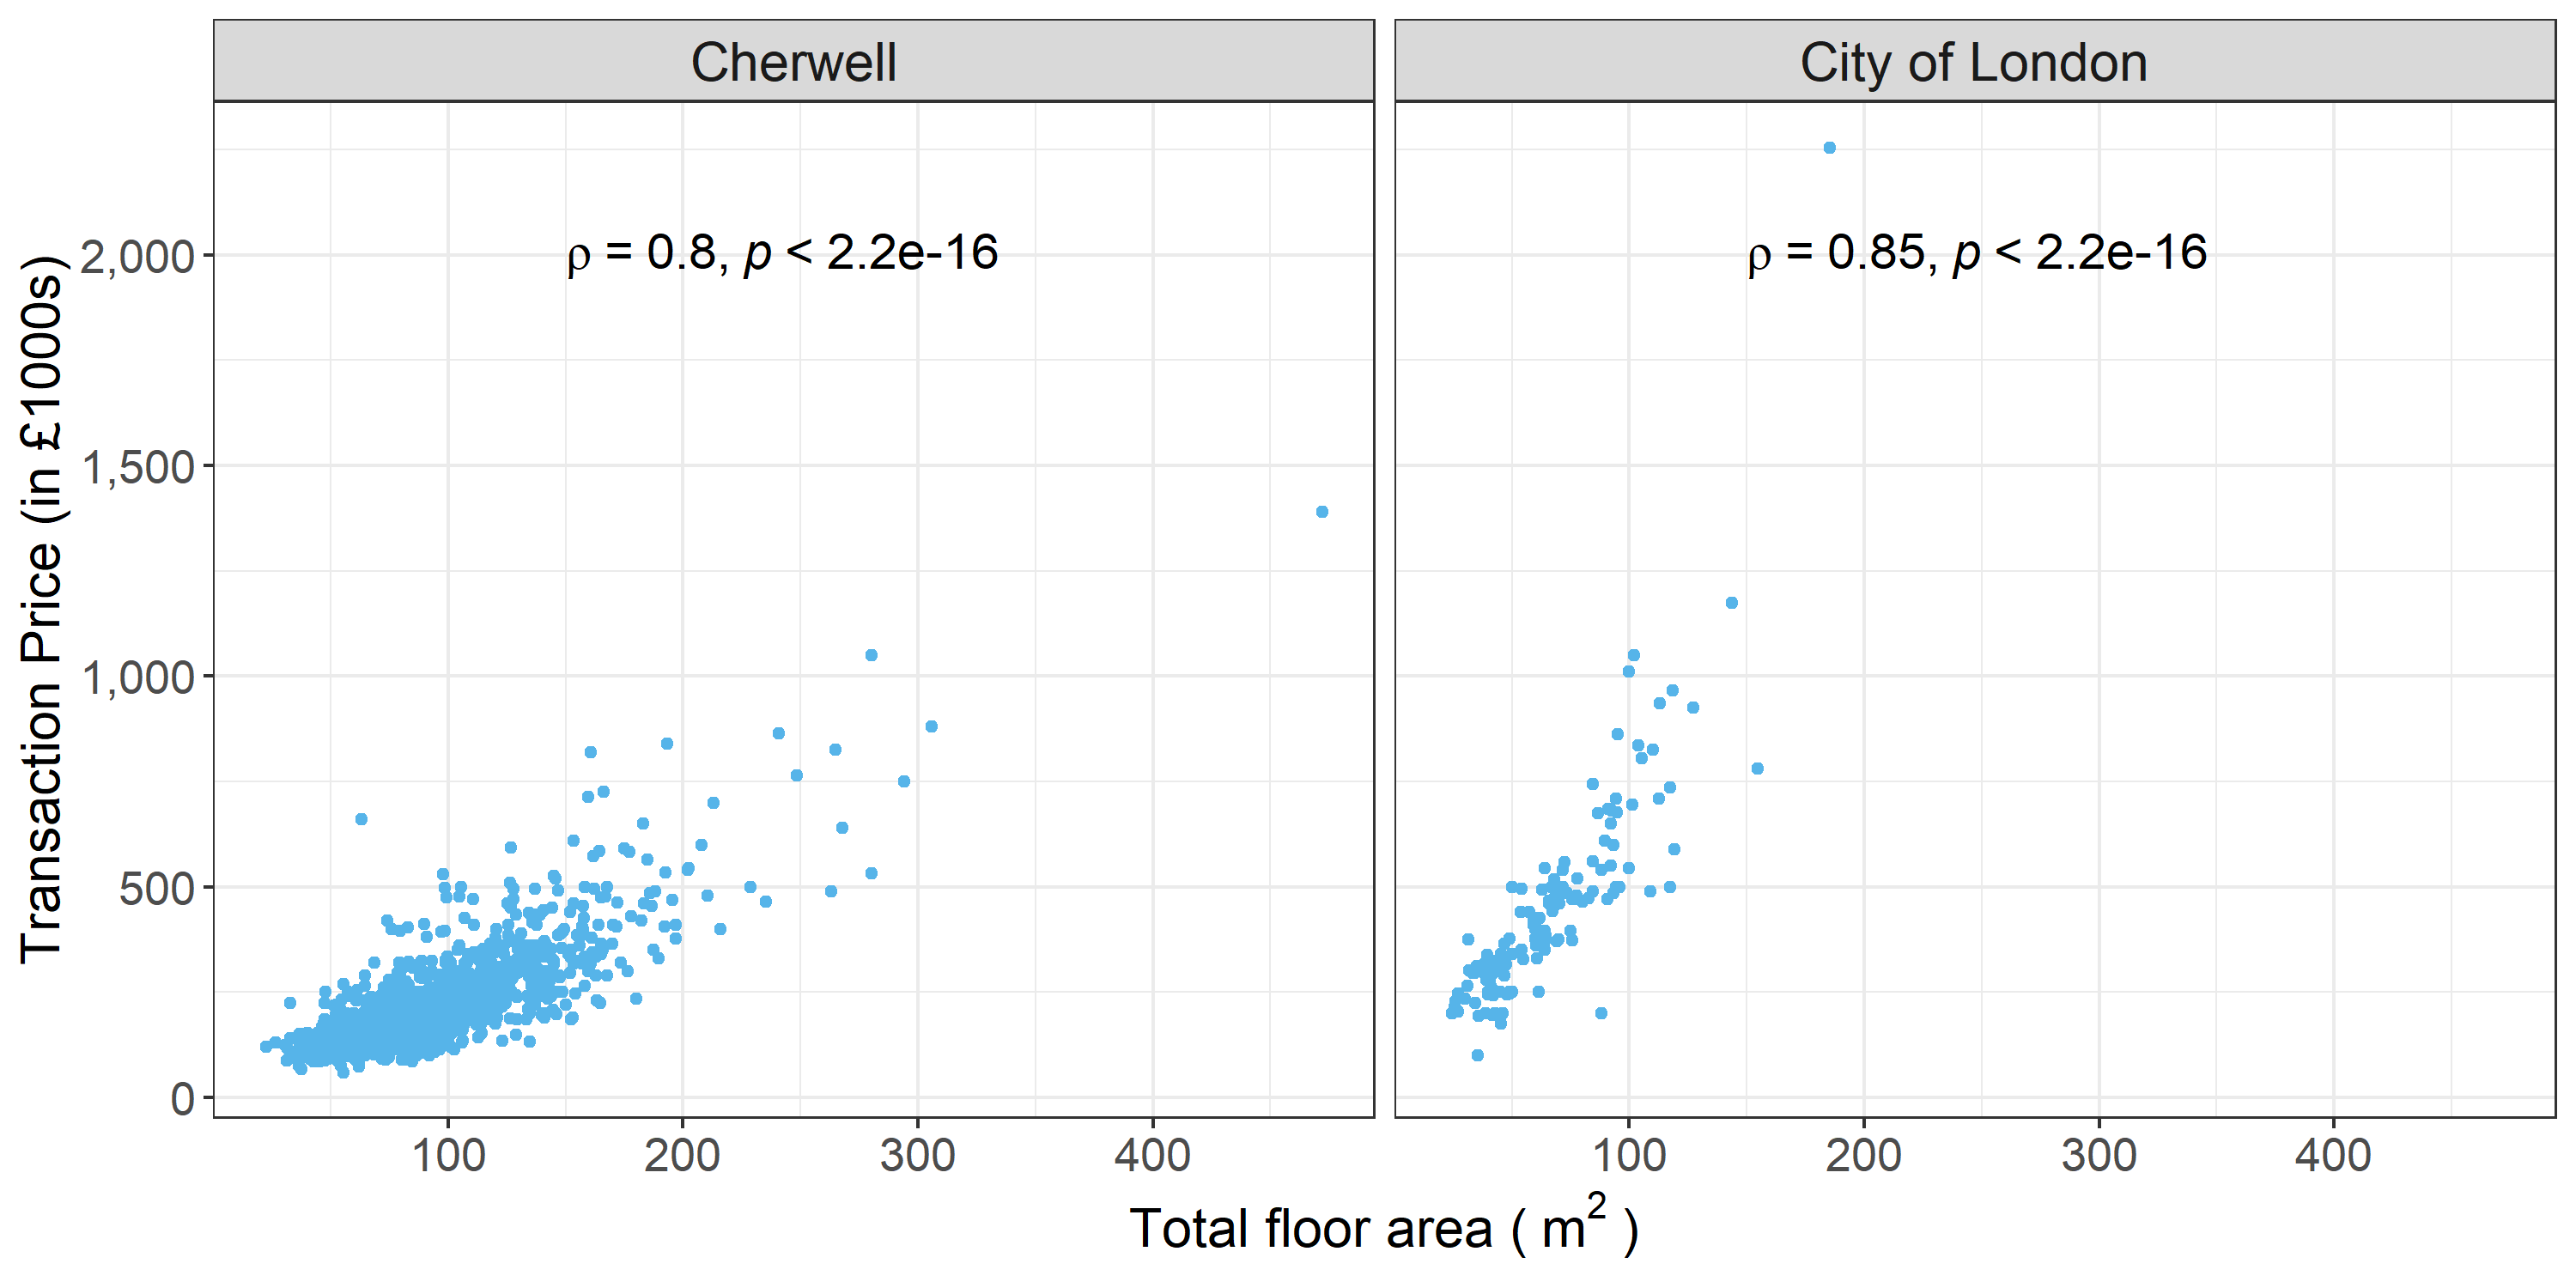 Cherwell
City of London
ρ = 0.8, p < 2.2e-16
ρ = 0.85, p < 2.2e-16
Transaction Price (in £1000s)
2,000
1,500
1,000
500
0
100 200 300 400
100 200 300 400
Total floor area ( m² )